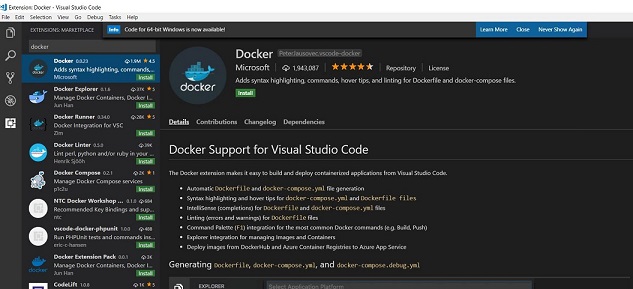 Extension: Docker - Visual Studio Code
File Edit Selection View Go Debug Tasks Help
EXTENSIONS: MARKETPLACE
Info Code for 64-bit Windows is now available!
Learn More Close Never Show Again
docker
Docker 0.0.23 1.9M 4.5
Adds syntax highlighting, commands,...
Microsoft Install
Docker Explorer 0.1.6 37K 5
Manage Docker Containers, Docker I...
Jun Han Install
Docker Runner 0.34.0 28K 5
Docker Integration for VSC
Zim Install
Docker Linter 0.5.0 39K
Lint perl, python and/or ruby in your ...
Henrik Sjööh Install
Docker Compose 0.2.1 2K 1
Manage Docker Compose services
p1c2u Install
NTC Docker Workshop ... 0.1.0 684
Recommended Key Bindings and sup...
ntc Install
vscode-docker-phpunit 1.0.0 408
Run PHPUnit tests and commands ins...
eric-c-hansen Install
Docker Extension Pack 0.0.1 3K
Manage Docker Containers, Docker I...
Jun Han Install
CodeLift 1.0.1
docker
Docker PeterJausovec.vscode-docker
Microsoft 1,943,087 Repository License
Adds syntax highlighting, commands, hover tips, and linting for Dockerfile and docker-compose files.
Install
Details Contributions Changelog Dependencies
Docker Support for Visual Studio Code
The Docker extension makes it easy to build and deploy containerized applications from Visual Studio Code.
• Automatic Dockerfile and docker-compose.yml file generation
• Syntax highlighting and hover tips for docker-compose.yml and Dockerfile files
• IntelliSense (completions) for Dockerfile and docker-compose.yml files
• Linting (errors and warnings) for Dockerfile files
• Command Palette (F1) integration for the most common Docker commands (e.g. Build, Push)
• Explorer integration for managing Images and Containers
• Deploy images from DockerHub and Azure Container Registries to Azure App Service
Generating Dockerfile, docker-compose.yml, and docker-compose.debug.yml
EXPLORER
Select Application Platform